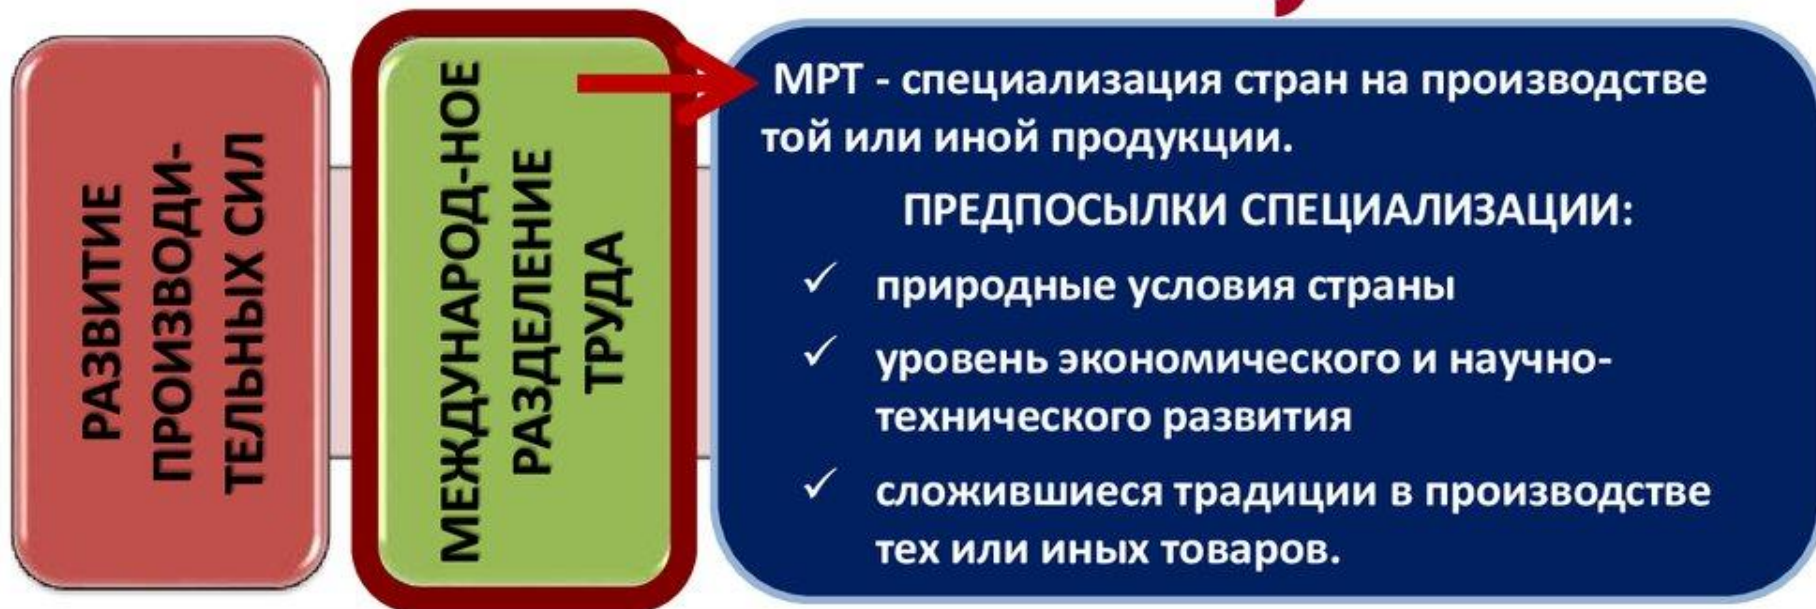 РАЗВИТИЕ
ПРОИЗВОДИ-
ТЕЛЬНЫХ СИЛ
МЕЖДУНАРОД-НОЕ
РАЗДЕЛЕНИЕ
ТРУДА
МРТ - специализация стран на производстве
той или иной продукции.
ПРЕДПОСЫЛКИ СПЕЦИАЛИЗАЦИИ:
✓ природные условия страны
✓ уровень экономического и научно-
технического развития
✓ сложившиеся традиции в производстве
тех или иных товаров.